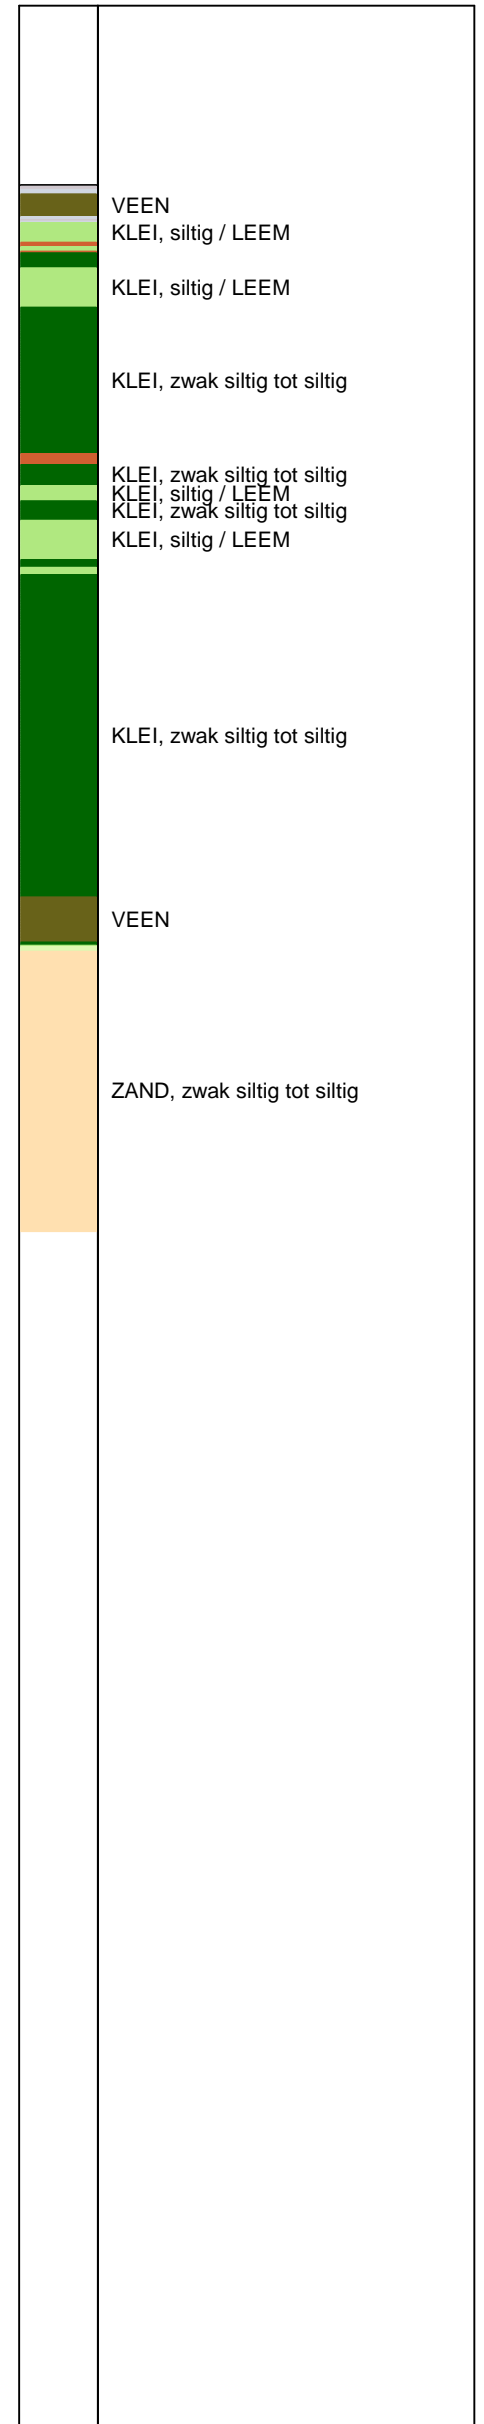 VEEN
KLEI, siltig / LEEM
KLEI, siltig / LEEM
KLEI, zwak siltig tot siltig
KLEI, zwak siltig tot siltig
KLEI, siltig / LEEM
KLEI, zwak siltig tot siltig
KLEI, siltig / LEEM
KLEI, zwak siltig tot siltig
VEEN
ZAND, zwak siltig tot siltig